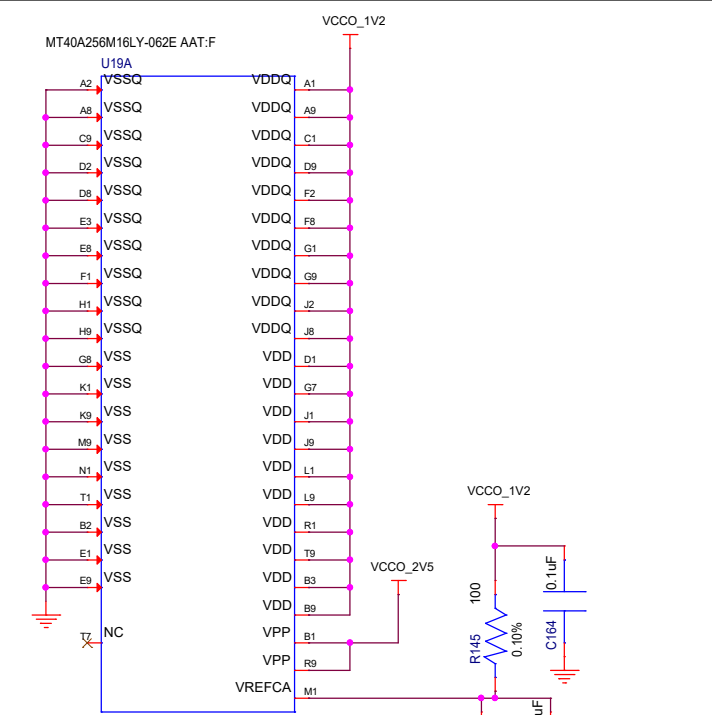 VCCO_1V2
MT40A256M16LY-062E AAT:F
U19A
A2 VSSQ VDDQ A1
A8 VSSQ VDDQ A9
C9 VSSQ VDDQ C1
D2 VSSQ VDDQ D9
D8 VSSQ VDDQ F2
E3 VSSQ VDDQ F8
E8 VSSQ VDDQ G1
F1 VSSQ VDDQ G9
H1 VSSQ VDDQ J2
H9 VSSQ VDDQ J8
G8 VSS VDD D1
K1 VSS VDD G7
K9 VSS VDD J1
M9 VSS VDD J9
N1 VSS VDD L1
T1 VSS VDD L9
B2 VSS VDD R1
E1 VSS VDD T9
E9 VSS VDD B3
VDD B9
T7 NC VPP B1
VPP R9
VREFCA M1
VCCO_2V5
VCCO_1V2
100
R145
0.10%
0.1uF
C164
uF